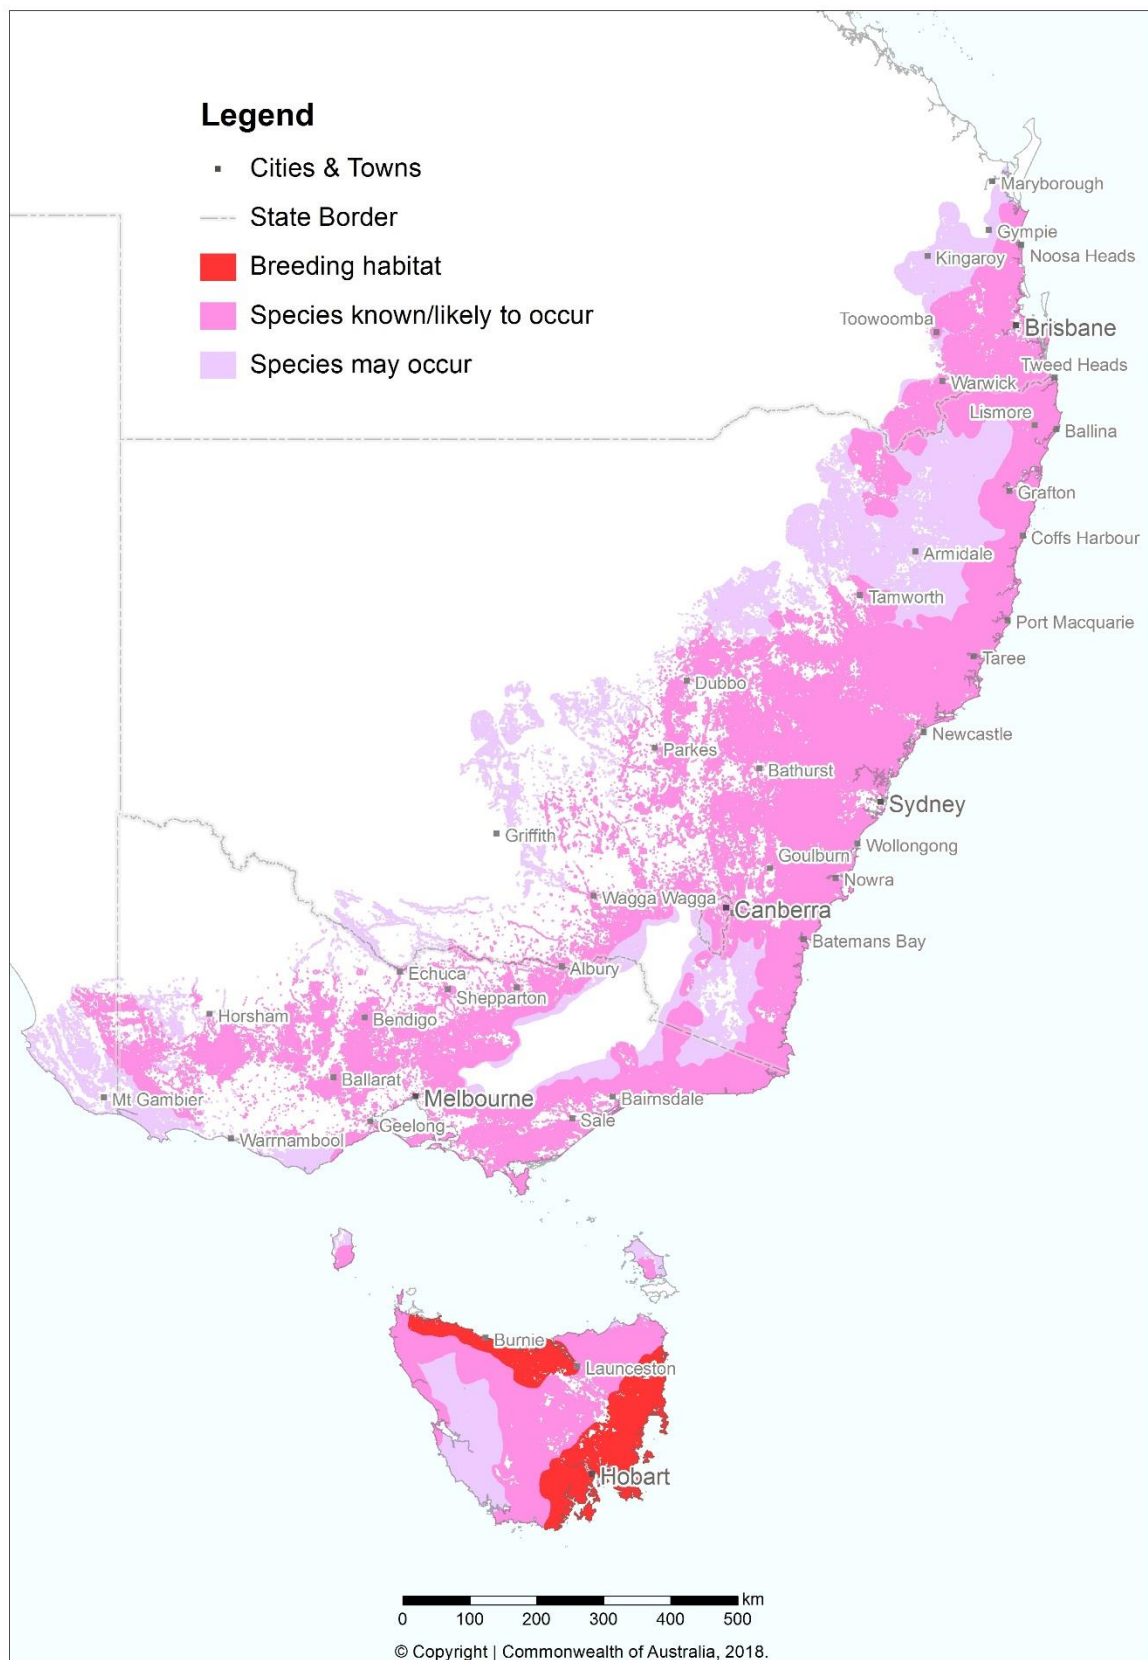 Legend
Cities & Towns
State Border
Breeding habitat
Species known/likely to occur
Species may occur
Maryborough
Gympie
Noosa Heads
Kingaroy
Toowoomba
Brisbane
Tweed Heads
Warwick
Lismore
Ballina
Grafton
Coffs Harbour
Armidale
Tamworth
Port Macquarie
Taree
Dubbo
Newcastle
Parkes
Bathurst
Sydney
Griffith
Wollongong
Goulburn
Nowra
Wagga Wagga
Canberra
Batemans Bay
Albury
Echuca
Shepparton
Horsham
Bendigo
Ballarat
Mt Gambier
Melbourne
Bairnsdale
Sale
Geelong
Warrnambool
Burnie
Launceston
Hobart
km
0 100 200 300 400 500
© Copyright | Commonwealth of Australia, 2018.